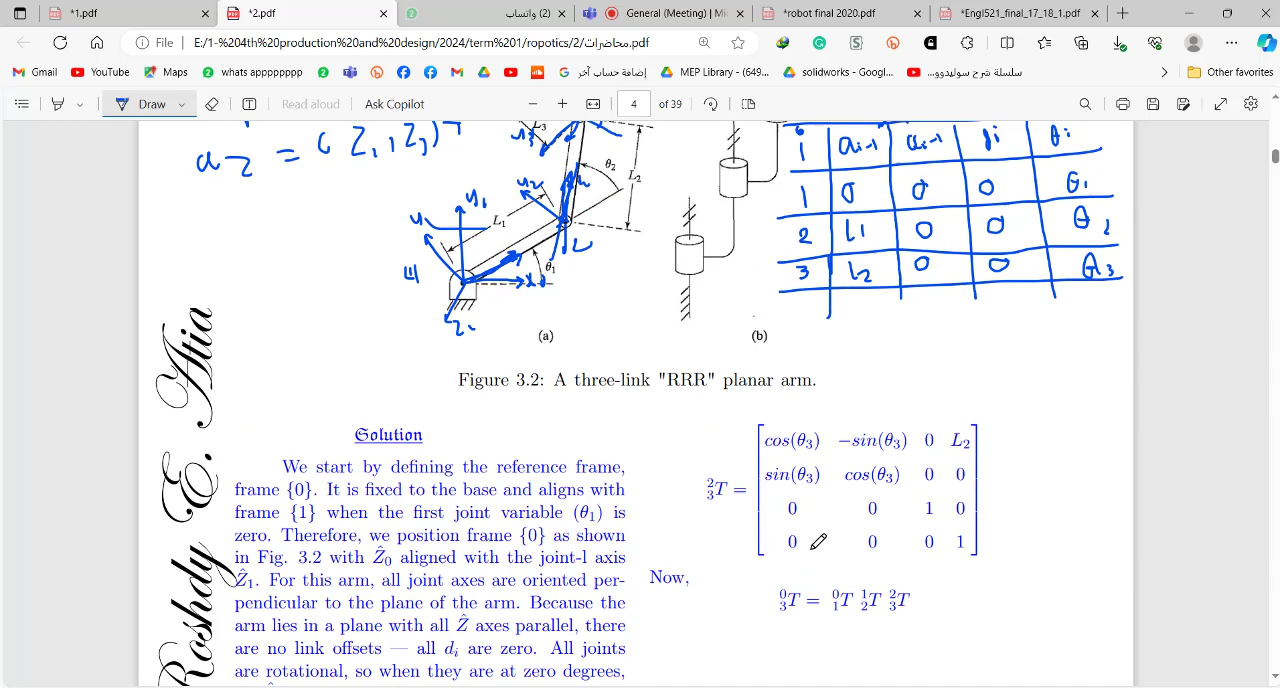 *1.pdf
*2.pdf
(2) واتساب
General (Meeting) | Mi
*robot final 2020.pdf
*Engl521_final_17_18_1.pdf
File
E:/1-%204th%20production%20and%20design/2024/term%201/ropotics/2/محاضرات.pdf
Gmail
YouTube
Maps
whats apppppppp
إضافة حساب آخر
MEP Library - (649...
solidworks - Googl...
سلسلة شرح سوليدوو...
Other favorites
Draw
Read aloud
Ask Copilot
4 of 39
i ai-1 αi-1 di θi
1 0 0 0 θ1
2 L1 0 0 θ2
3 L2 0 0 θ3
L3
θ2
L2
L1
θ1
(a)
(b)
Figure 3.2: A three-link "RRR" planar arm.
Roshdy E. Atia
Solution
We start by defining the reference frame,
frame {0}. It is fixed to the base and aligns with
frame {1} when the first joint variable (θ1) is
zero. Therefore, we position frame {0} as shown
in Fig. 3.2 with Ẑ0 aligned with the joint-l axis
Ẑ1. For this arm, all joint axes are oriented per-
pendicular to the plane of the arm. Because the
arm lies in a plane with all Ẑ axes parallel, there
are no link offsets — all di are zero. All joints
are rotational, so when they are at zero degrees,
²₃T =
cos(θ3) −sin(θ3) 0 L2
sin(θ3) cos(θ3) 0 0
0 0 1 0
0 0 0 1
Now,
⁰₃T = ⁰₁T ¹₂T ²₃T